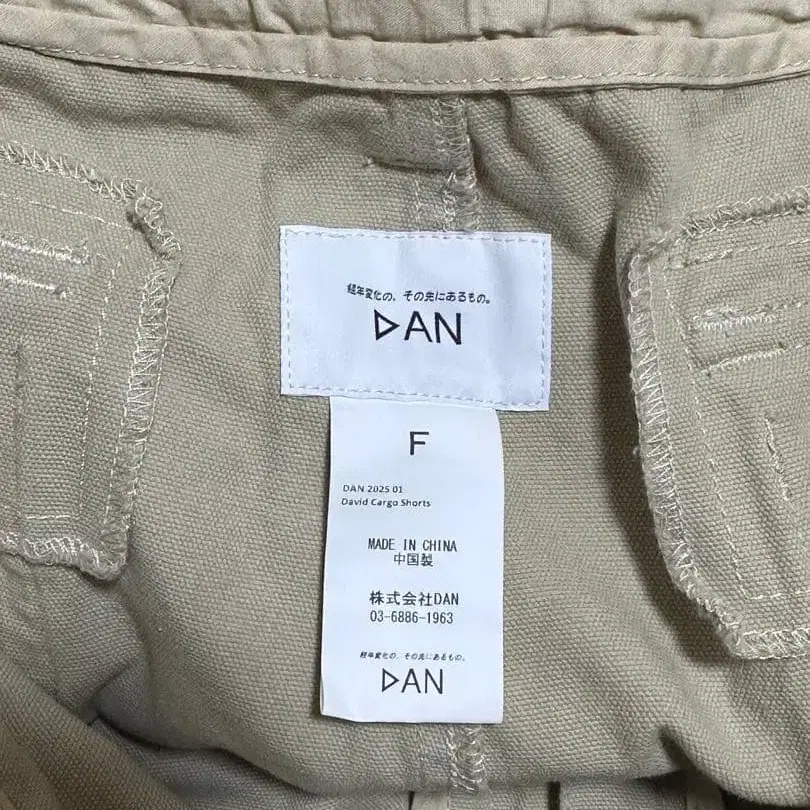 経年変化の、その先にあるもの。
▷AN
F
DAN 2025 01
David Cargo Shorts
MADE IN CHINA
中国製
株式会社DAN
03-6886-1963
経年変化の、その先にあるもの。
▷AN